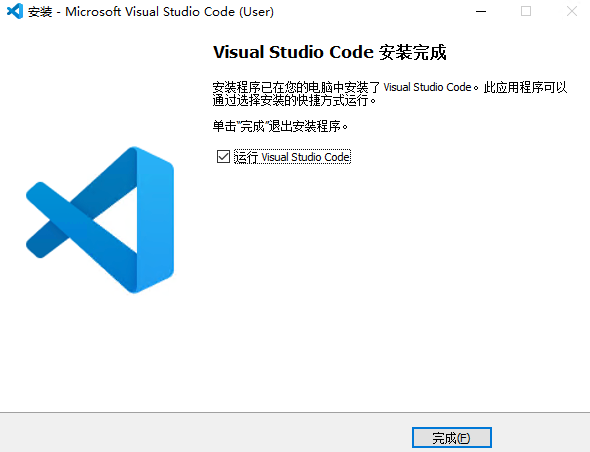 安装 - Microsoft Visual Studio Code (User)
Visual Studio Code 安装完成
安装程序已在您的电脑中安装了 Visual Studio Code。此应用程序可以
通过选择安装的快捷方式运行。
单击"完成"退出安装程序。
运行 Visual Studio Code
完成(F)